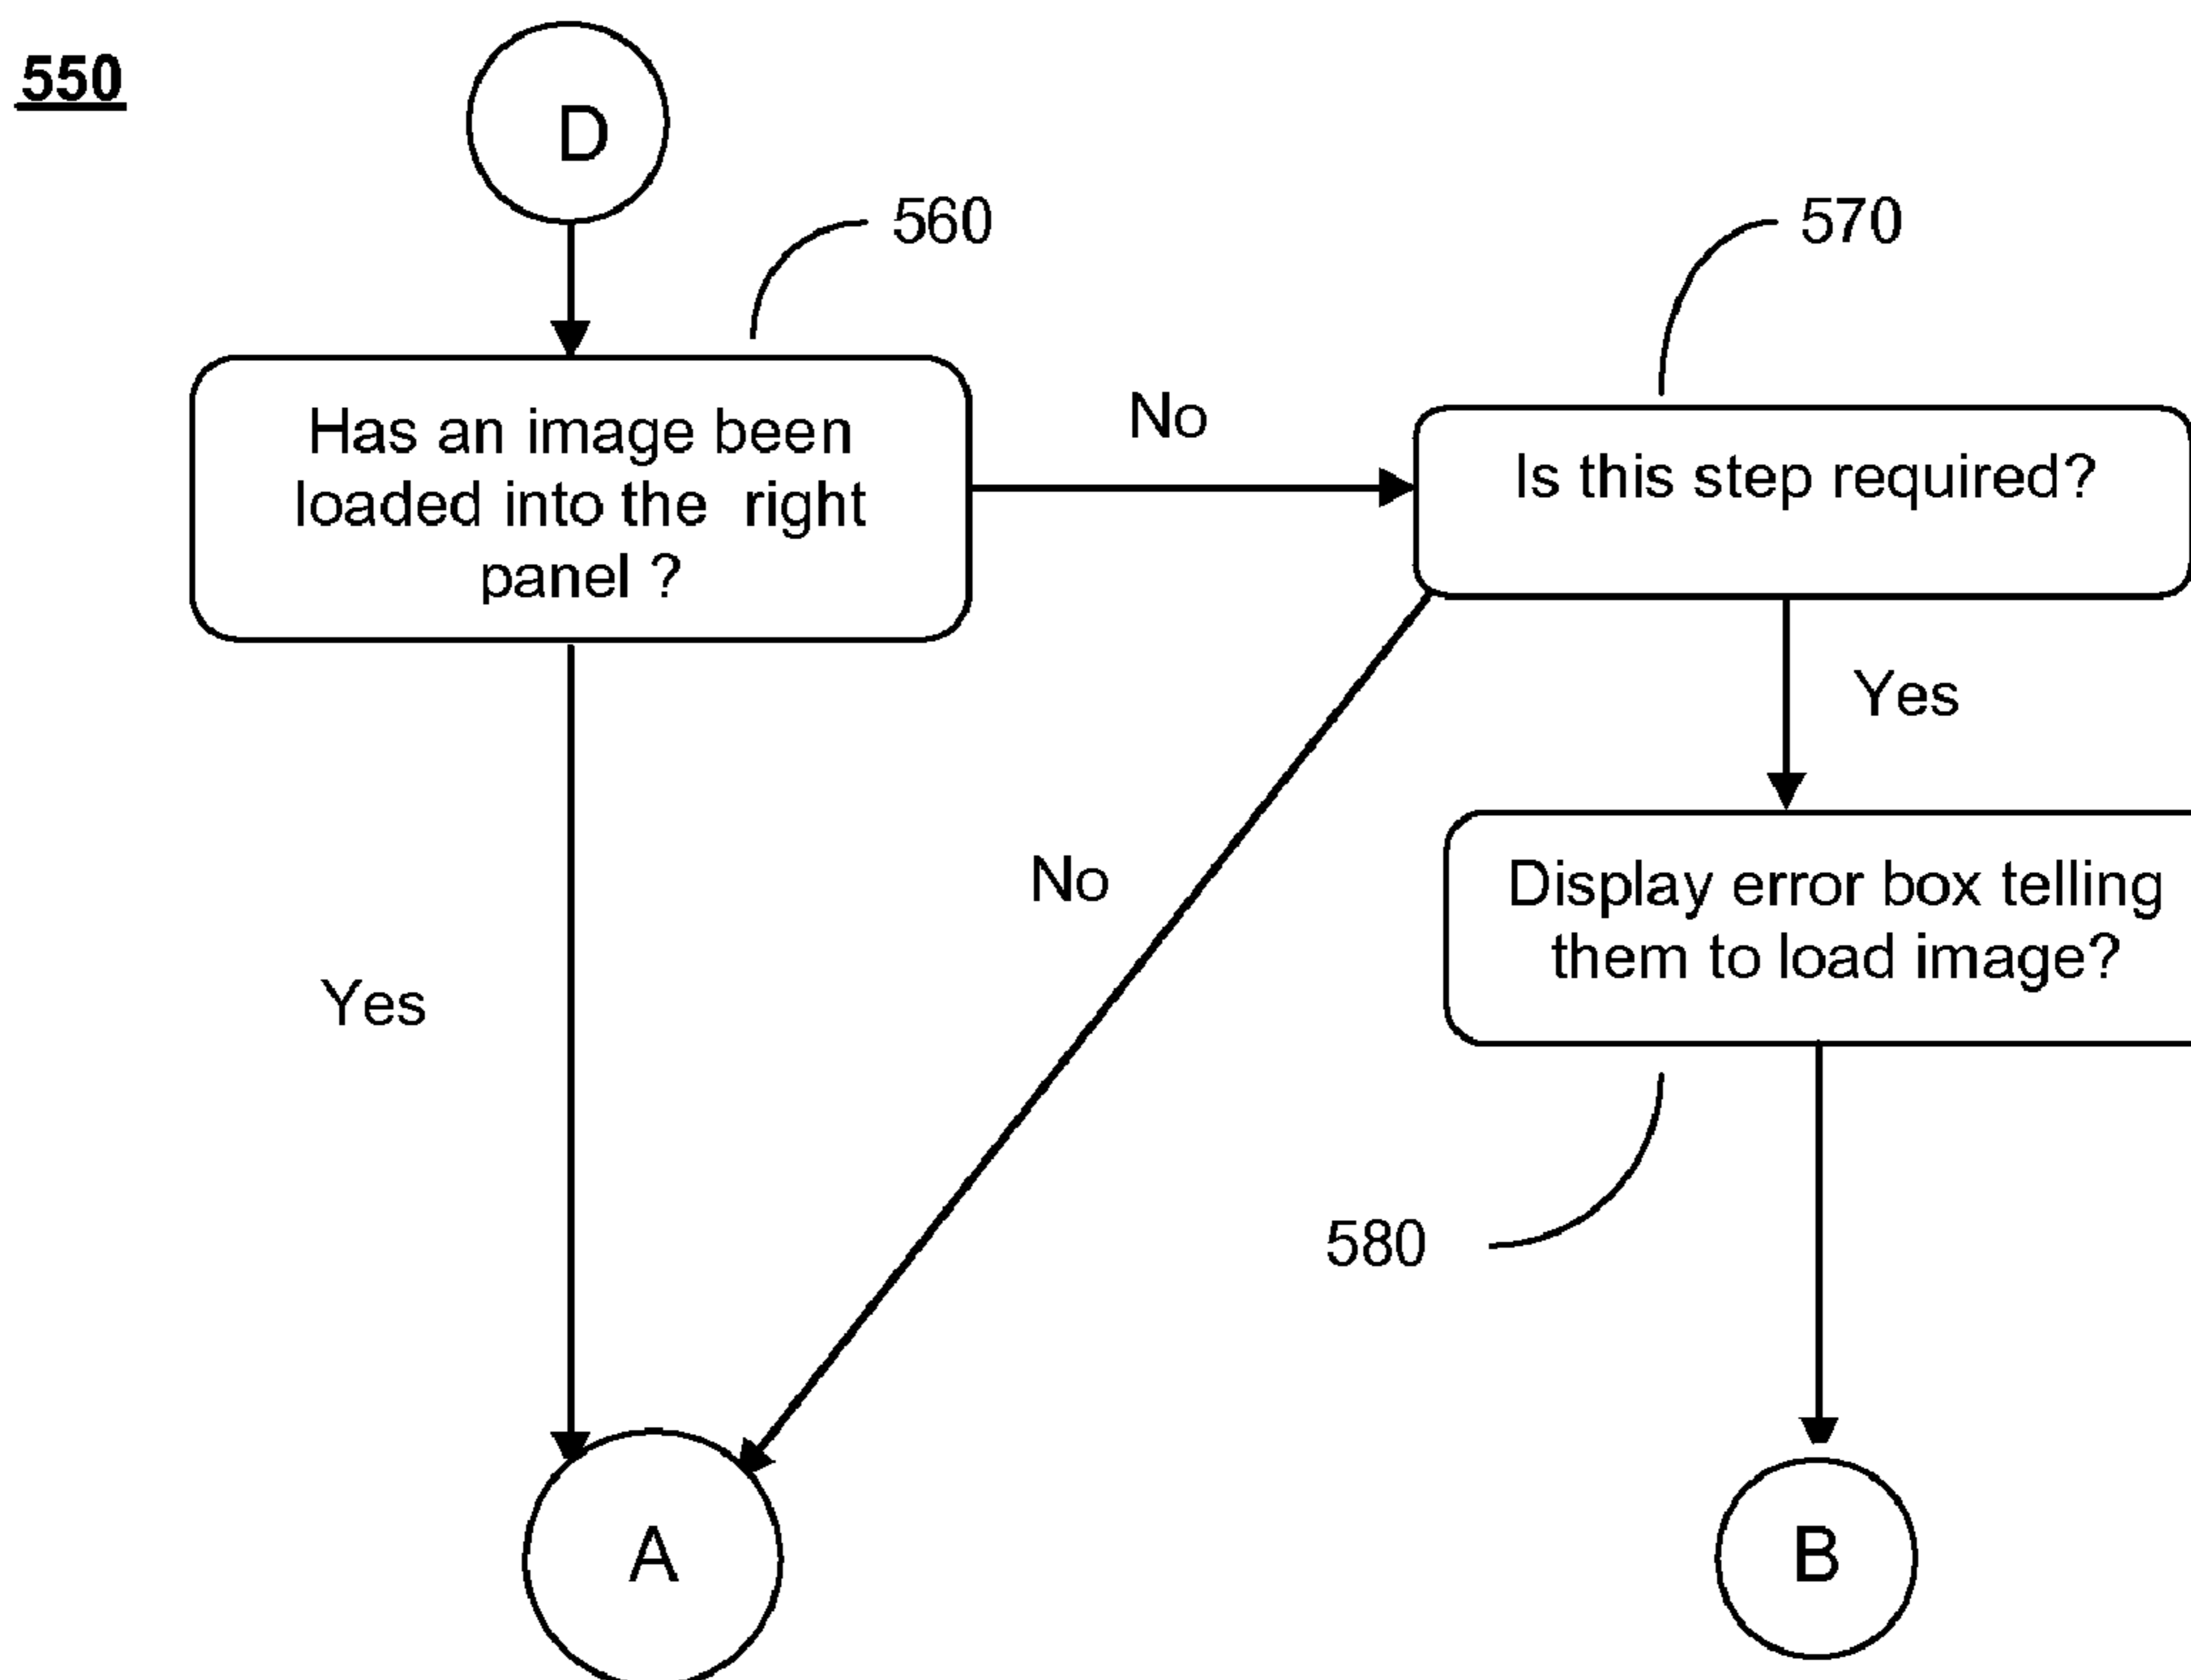 550
D
560
570
Has an image been
loaded into the right
panel ?
No
Is this step required?
Yes
Display error box telling
them to load image?
No
Yes
580
A
B